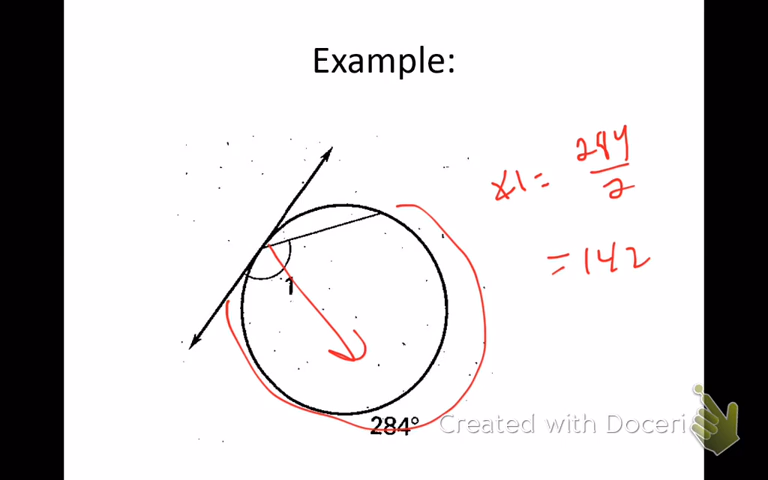 Example:
∠1 = 284/2
= 142
1
284°
Created with Doceri